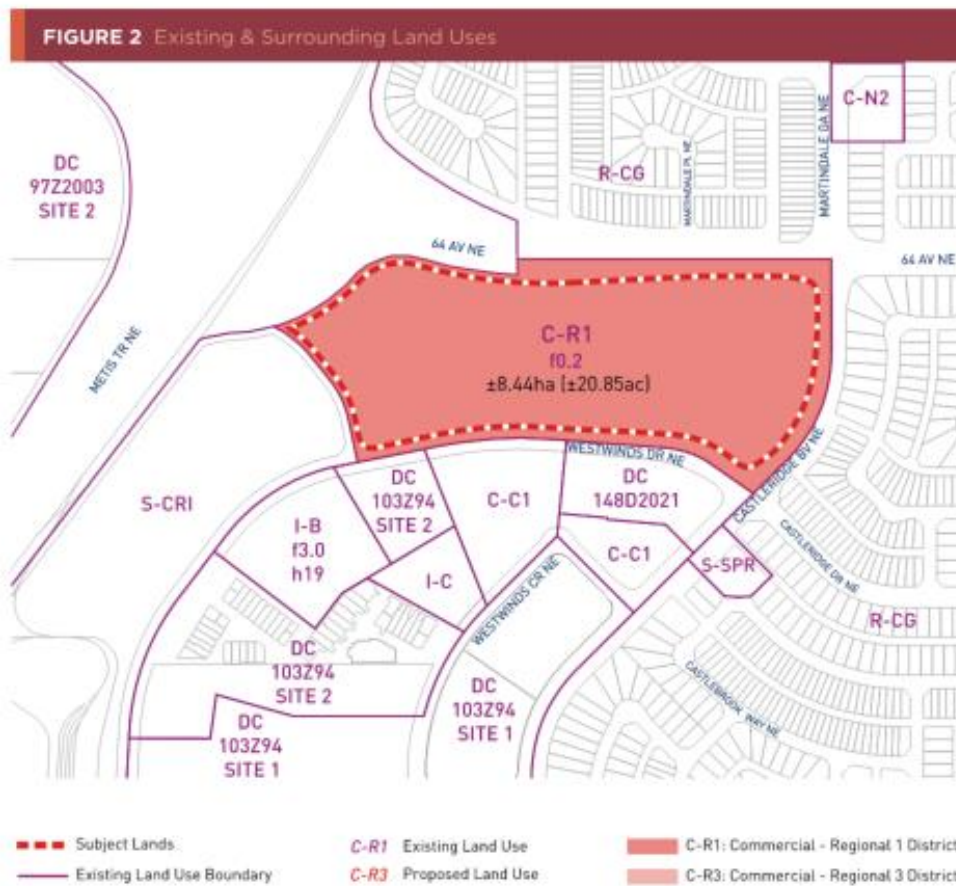 FIGURE 2 Existing & Surrounding Land Uses
C-N2
DC
97Z2003
SITE 2
R-CG
MARTINDALE PL NE
MARTINDALE GA NE
64 AV NE
64 AV NE
METIS TR NE
C-R1
f0.2
±8.44ha (±20.85ac)
WESTWINDS DR NE
CASTLERIDGE BV NE
S-CRI
I-B
f3.0
h19
DC
103Z94
SITE 2
C-C1
DC
148D2021
I-C
C-C1
S-SPR
CASTLERIDGE DR NE
WESTWINDS CR NE
R-CG
DC
103Z94
SITE 2
DC
103Z94
SITE 1
DC
103Z94
SITE 1
CASTLEBROOK WAY NE
Subject Lands
Existing Land Use Boundary
C-R1 Existing Land Use
C-R3 Proposed Land Use
C-R1: Commercial - Regional 1 District
C-R3: Commercial - Regional 3 District